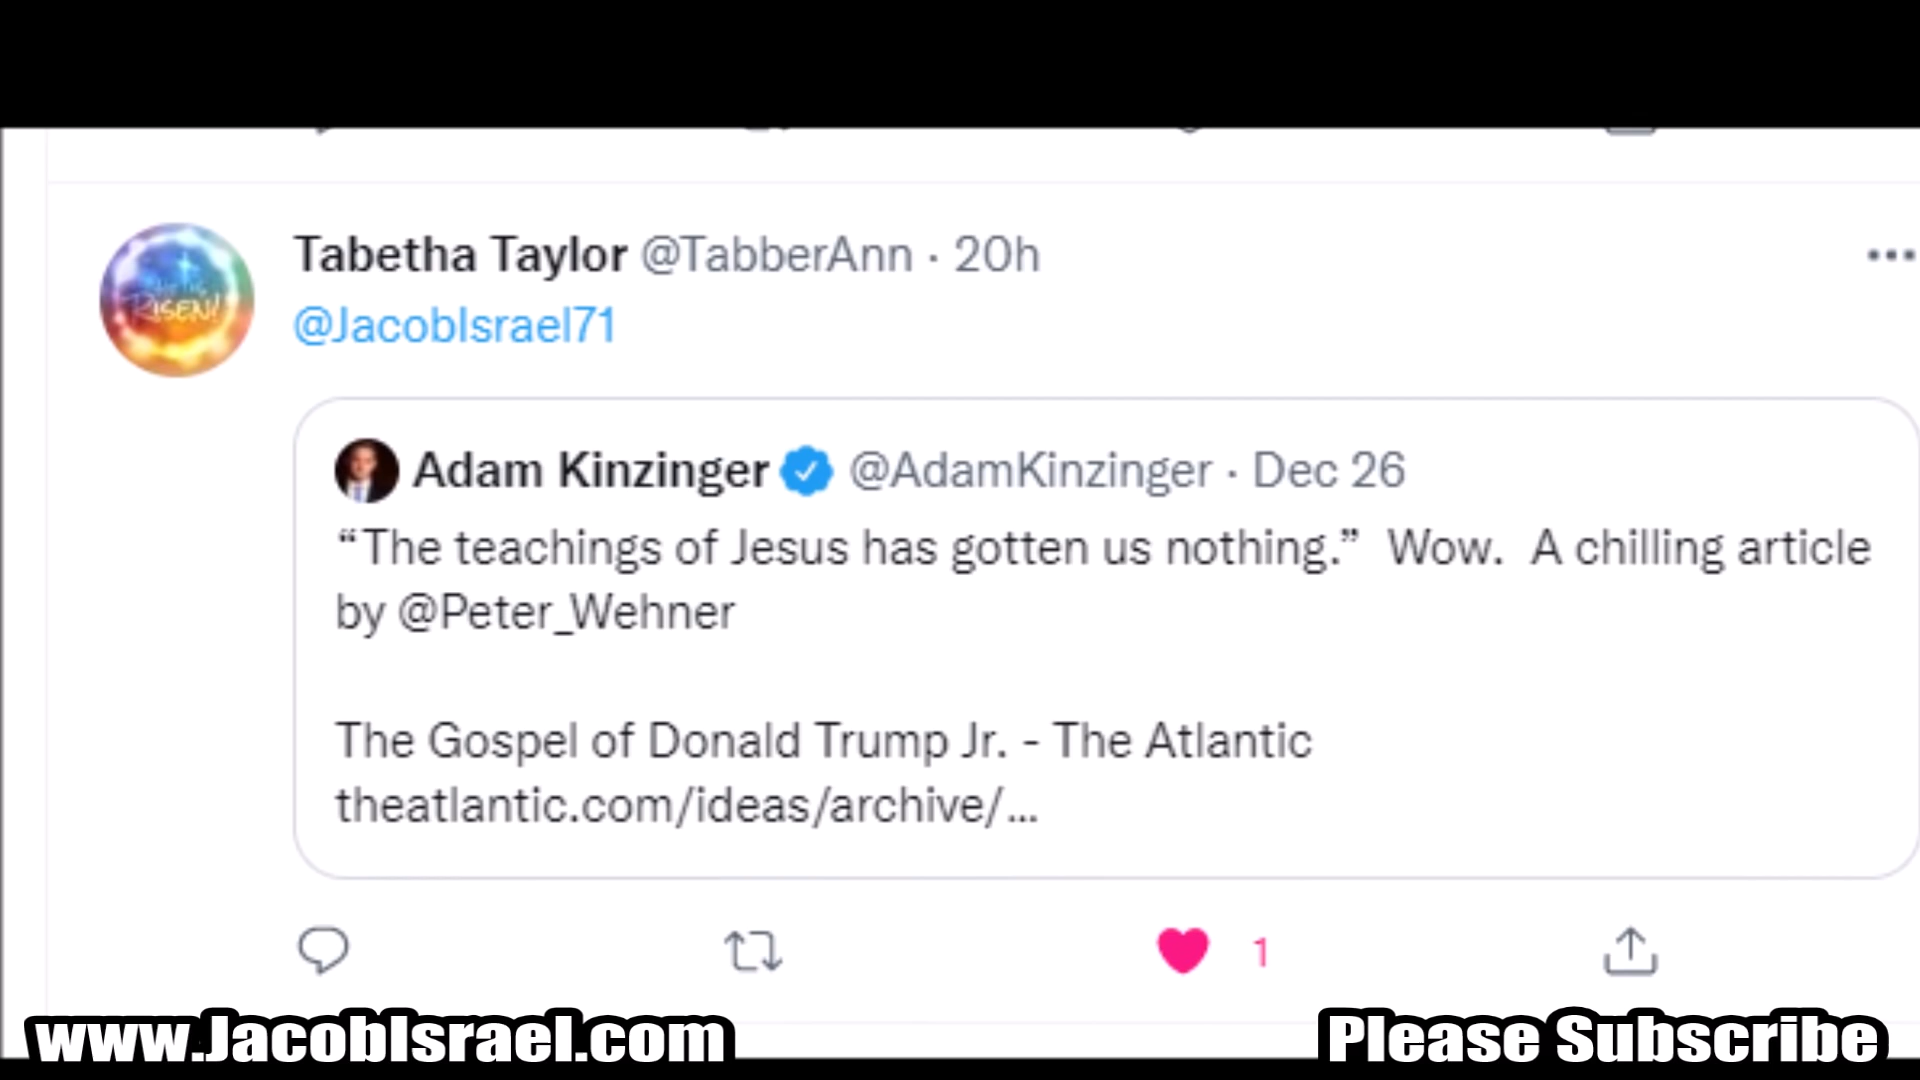 Tabetha Taylor @TabberAnn · 20h
@JacobIsrael71
RISEN!
Adam Kinzinger @AdamKinzinger · Dec 26
“The teachings of Jesus has gotten us nothing.” Wow. A chilling article
by @Peter_Wehner
The Gospel of Donald Trump Jr. - The Atlantic
theatlantic.com/ideas/archive/...
1
www.JacobIsrael.com
Please Subscribe